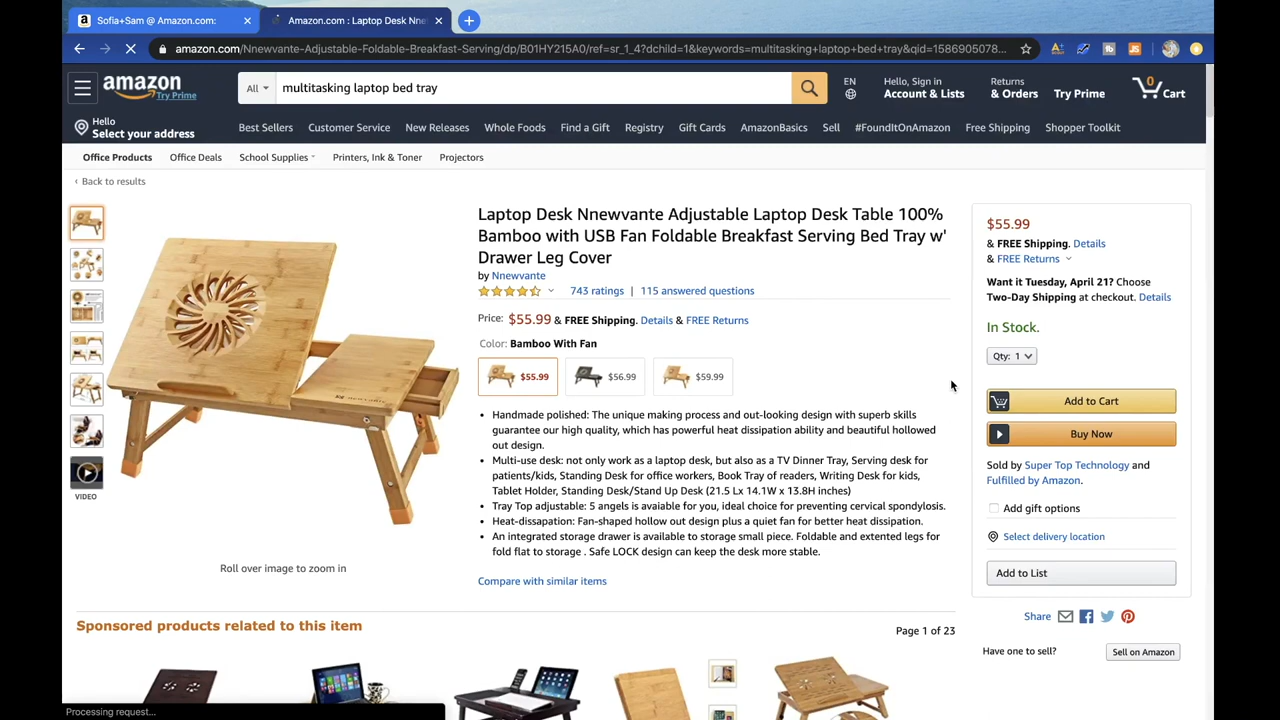 Sofia+Sam @ Amazon.com:
Amazon.com : Laptop Desk Nne
amazon.com/Nnewvante-Adjustable-Foldable-Breakfast-Serving/dp/B01HY215A0/ref=sr_1_4?dchild=1&keywords=multitasking+laptop+bed+tray&qid=1586905078...
amazon
Try Prime
All
multitasking laptop bed tray
EN
Hello, Sign in
Account & Lists
Returns
& Orders
Try Prime
0
Cart
Hello
Select your address
Best Sellers Customer Service New Releases Whole Foods Find a Gift Registry Gift Cards AmazonBasics Sell #FoundItOnAmazon Free Shipping Shopper Toolkit
Office Products Office Deals School Supplies Printers, Ink & Toner Projectors
‹ Back to results
VIDEO
Roll over image to zoom in
Laptop Desk Nnewvante Adjustable Laptop Desk Table 100%
Bamboo with USB Fan Foldable Breakfast Serving Bed Tray w'
Drawer Leg Cover
by Nnewvante
743 ratings | 115 answered questions
Price: $55.99 & FREE Shipping. Details & FREE Returns
Color: Bamboo With Fan
$55.99 $56.99 $59.99
• Handmade polished: The unique making process and out-looking design with superb skills
guarantee our high quality, which has powerful heat dissipation ability and beautiful hollowed
out design.
• Multi-use desk: not only work as a laptop desk, but also as a TV Dinner Tray, Serving desk for
patients/kids, Standing Desk for office workers, Book Tray of readers, Writing Desk for kids,
Tablet Holder, Standing Desk/Stand Up Desk (21.5 Lx 14.1W x 13.8H inches)
• Tray Top adjustable: 5 angels is avaiable for you, ideal choice for preventing cervical spondylosis.
• Heat-dissapation: Fan-shaped hollow out design plus a quiet fan for better heat dissipation.
• An integrated storage drawer is available to storage small piece. Foldable and extented legs for
fold flat to storage . Safe LOCK design can keep the desk more stable.
Compare with similar items
$55.99
& FREE Shipping. Details
& FREE Returns
Want it Tuesday, April 21? Choose
Two-Day Shipping at checkout. Details
In Stock.
Qty: 1
Add to Cart
Buy Now
Sold by Super Top Technology and
Fulfilled by Amazon.
Add gift options
Select delivery location
Add to List
Share
Have one to sell?
Sell on Amazon
Sponsored products related to this item
Page 1 of 23
Processing request...